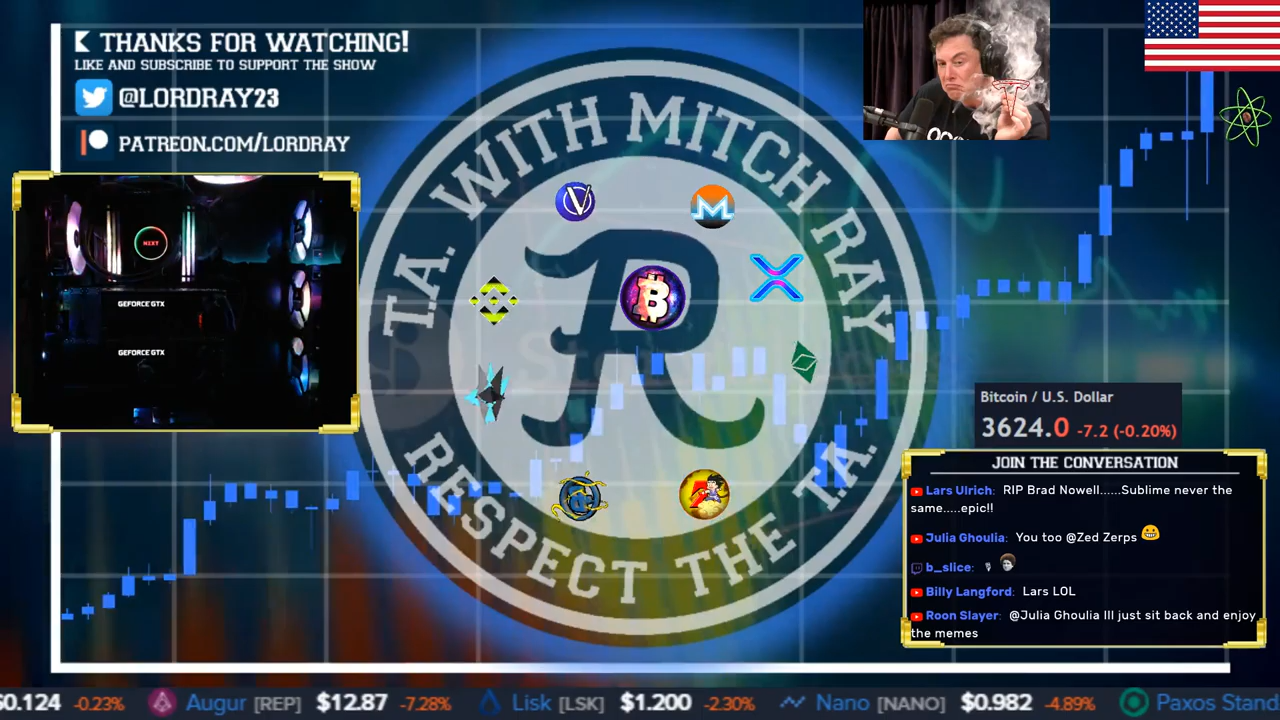 THANKS FOR WATCHING!
LIKE AND SUBSCRIBE TO SUPPORT THE SHOW
@LORDRAY23
PATREON.COM/LORDRAY
NZXT
GEFORCE GTX
GEFORCE GTX
T.A. WITH MITCH RAY
R
RESPECT THE T.A.
Bitcoin / U.S. Dollar
3624.0 -7.2 (-0.20%)
JOIN THE CONVERSATION
Lars Ulrich: RIP Brad Nowell......Sublime never the
same.....epic!!
Julia Ghoulia: You too @Zed Zerps 😀
b_slice:
Billy Langford: Lars LOL
Roon Slayer: @Julia Ghoulia Ill just sit back and enjoy
the memes
$0.124 -0.23% Augur [REP] $12.87 -7.28% Lisk [LSK] $1.200 -2.30% Nano [NANO] $0.982 -4.89% Paxos Stand